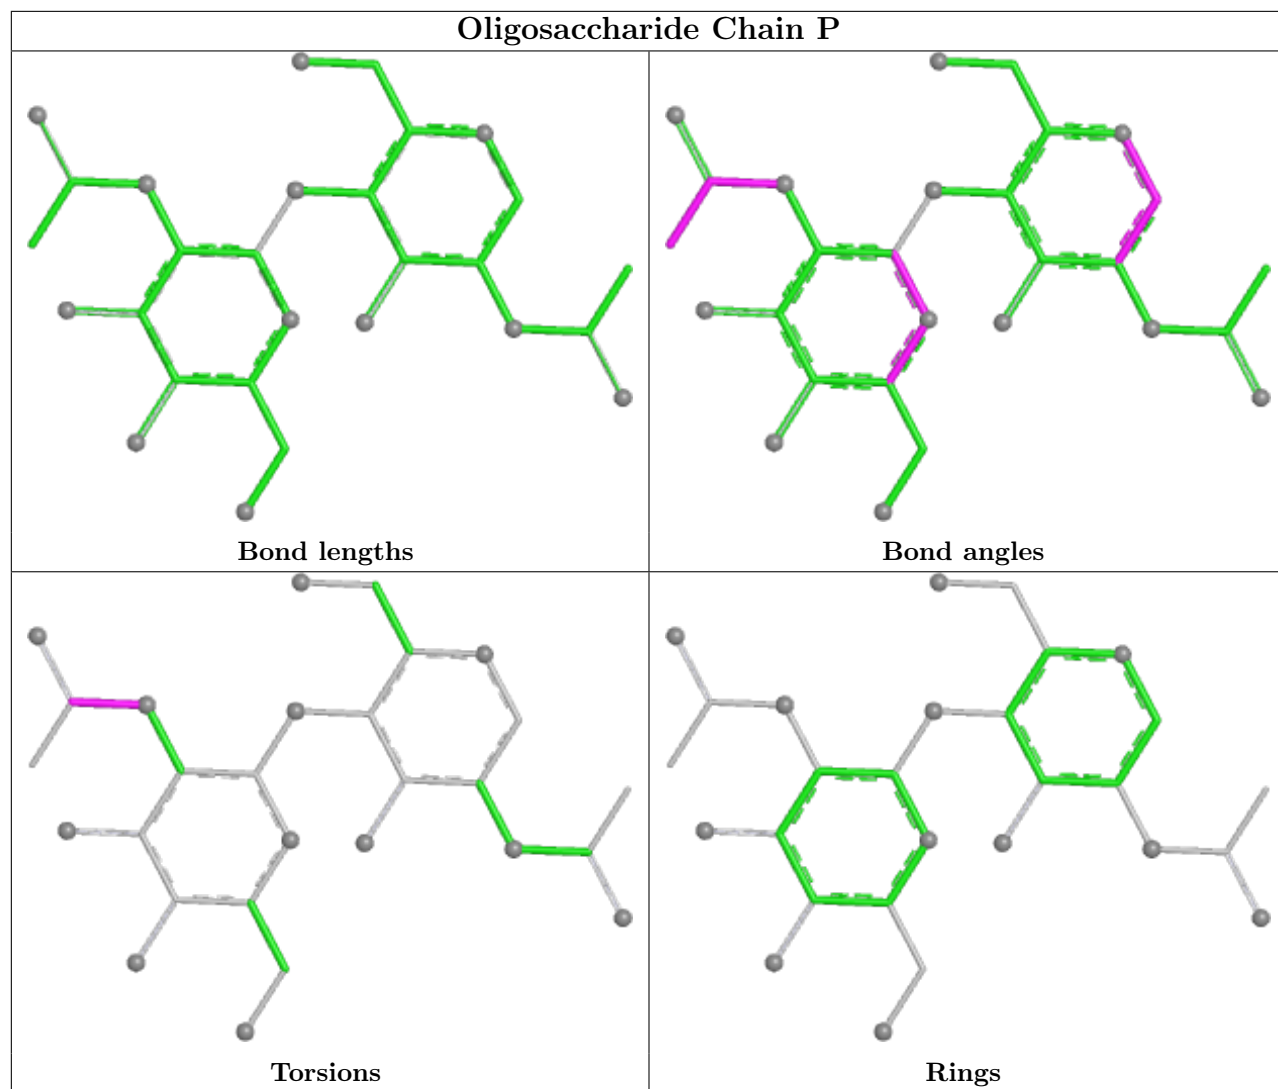 Oligosaccharide Chain P
Bond lengths
Bond angles
Torsions
Rings